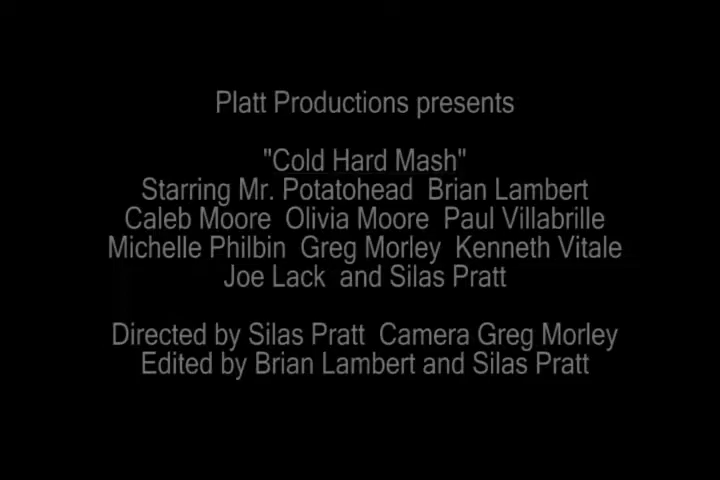 Platt Productions presents
"Cold Hard Mash"
Starring Mr. Potatohead  Brian Lambert
Caleb Moore  Olivia Moore  Paul Villabrille
Michelle Philbin  Greg Morley  Kenneth Vitale
Joe Lack  and Silas Pratt
Directed by Silas Pratt  Camera Greg Morley
Edited by Brian Lambert and Silas Pratt